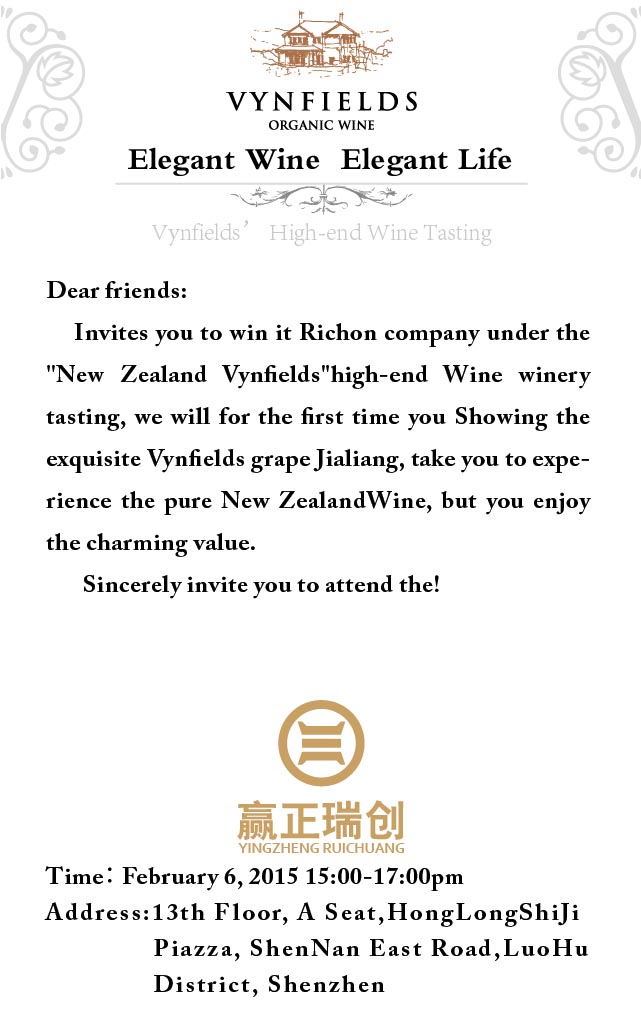 VYNFIELDS
ORGANIC WINE
Elegant Wine Elegant Life
Vynfields’ High-end Wine Tasting
Dear friends:
Invites you to win it Richon company under the
"New Zealand Vynfields"high-end Wine winery
tasting, we will for the first time you Showing the
exquisite Vynfields grape Jialiang, take you to expe-
rience the pure New ZealandWine, but you enjoy
the charming value.
Sincerely invite you to attend the!
赢正瑞创
YINGZHENG RUICHUANG
Time：February 6, 2015 15:00-17:00pm
Address:13th Floor, A Seat,HongLongShiJi
Piazza, ShenNan East Road,LuoHu
District, Shenzhen